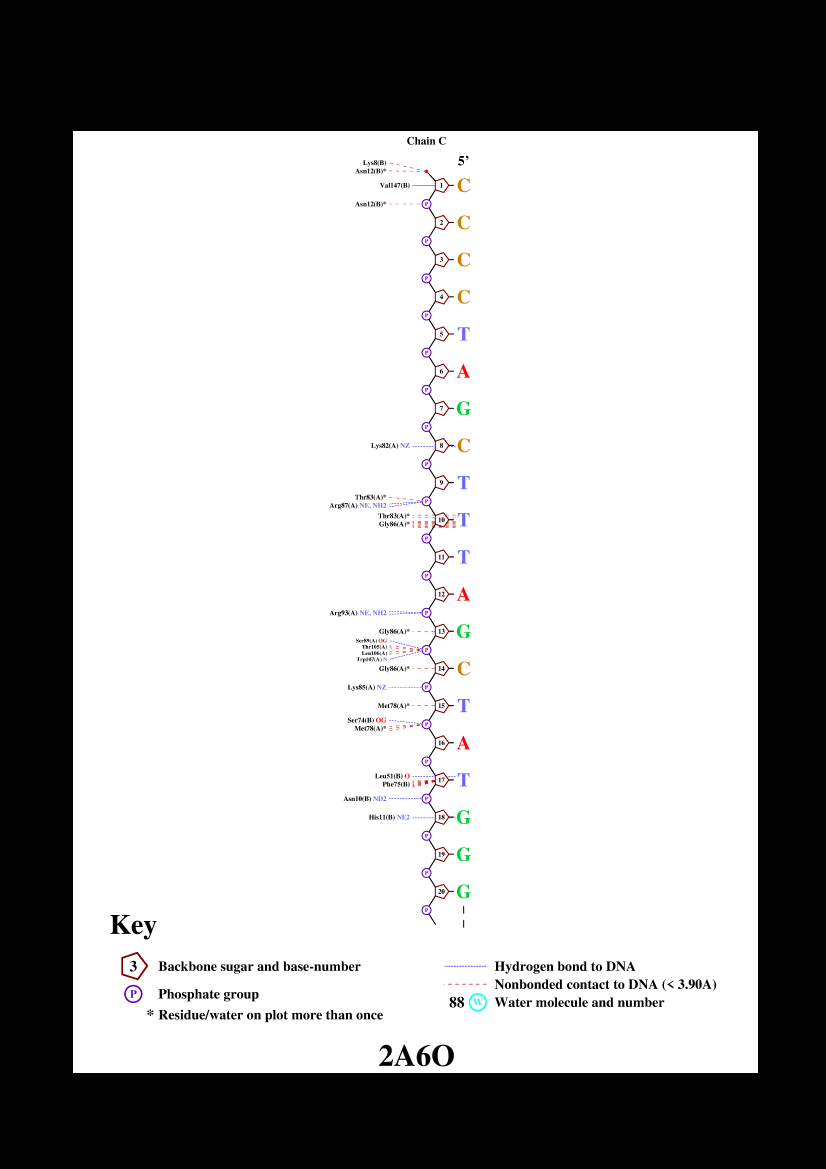 Chain C
5’
Lys8(B)
Asn12(B)*
Val147(B) 1 C
Asn12(B)* P
2 C
P
3 C
P
4 C
P
5 T
P
6 A
P
7 G
P
Lys82(A) NZ 8 C
P
9 T
Thr83(A)* P
Arg87(A) NE, NH2
Thr83(A)* 10 T
Gly86(A)*
P
11 T
P
12 A
Arg93(A) NE, NH2 P
Gly86(A)* 13 G
Ser89(A) OG
Thr105(A) P
Leu106(A)
Trp107(A) N
Gly86(A)* 14 C
Lys85(A) NZ P
Met78(A)* 15 T
Ser74(B) OG P
Met78(A)*
16 A
P
Leu51(B) O 17 T
Phe75(B)
Asn10(B) ND2 P
His11(B) NE2 18 G
P
19 G
P
20 G
P
Key
3 Backbone sugar and base-number
P Phosphate group
* Residue/water on plot more than once
Hydrogen bond to DNA
Nonbonded contact to DNA (< 3.90A)
88 W Water molecule and number
2A6O